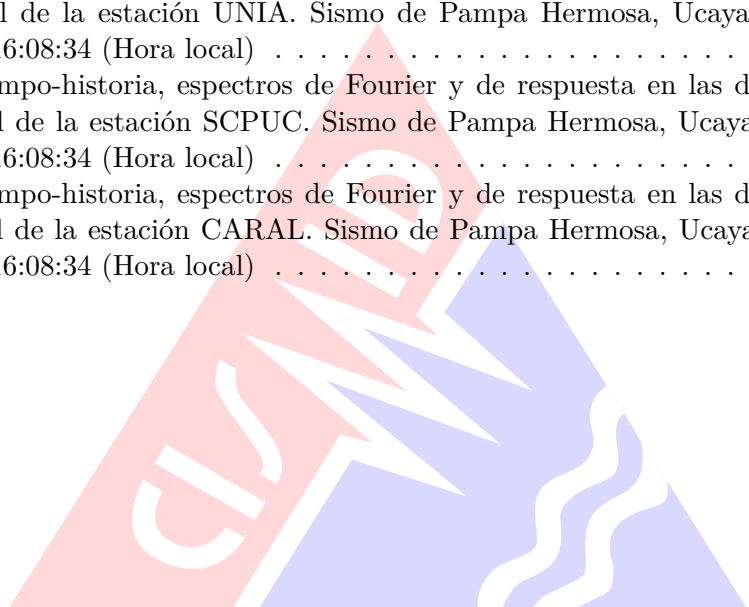 l de la estación UNIA. Sismo de Pampa Hermosa, Ucaya
6:08:34 (Hora local) . . . . . . . . . . . . . . . . . . . . .
mpo-historia, espectros de Fourier y de respuesta en las d
l de la estación SCPUC. Sismo de Pampa Hermosa, Ucaya
6:08:34 (Hora local) . . . . . . . . . . . . . . . . . . . . .
mpo-historia, espectros de Fourier y de respuesta en las d
l de la estación CARAL. Sismo de Pampa Hermosa, Ucaya
6:08:34 (Hora local) . . . . . . . . . . . . . . . . . . . . .
CISMID